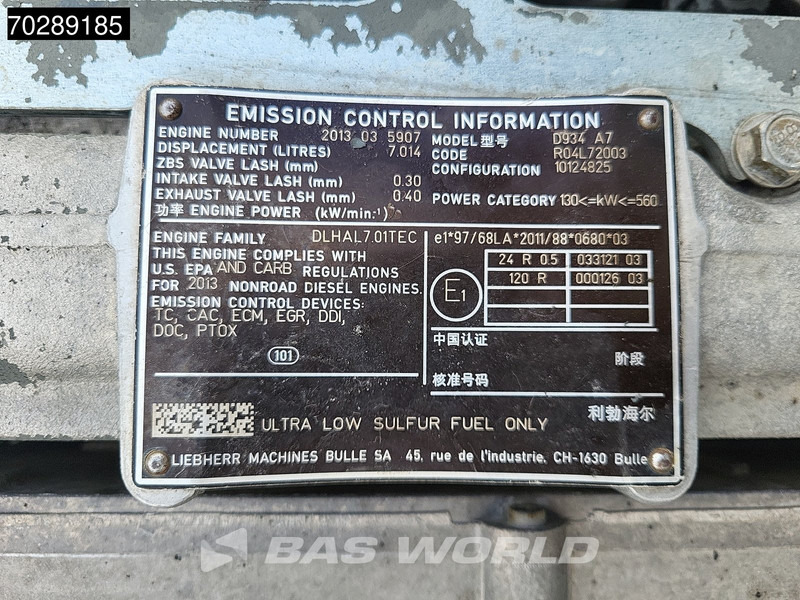 70289185
EMISSION CONTROL INFORMATION
ENGINE NUMBER 2013 03 5907
DISPLACEMENT (LITRES) 7.014
ZBS VALVE LASH (mm)
INTAKE VALVE LASH (mm) 0.30
EXHAUST VALVE LASH (mm) 0.40
功率 ENGINE POWER (kW/min-¹)
MODEL 型号 D934 A7
CODE R04L72003
CONFIGURATION 10124825
POWER CATEGORY 130<=kW<=560
ENGINE FAMILY DLHAL7.01TEC
THIS ENGINE COMPLIES WITH
U.S. EPA AND CARB REGULATIONS
FOR 2013 NONROAD DIESEL ENGINES.
EMISSION CONTROL DEVICES:
TC, CAC, ECM, EGR, DDI,
DOC, PTOX
101
e1*97/68LA*2011/88*0680*03
E1
24 R 05 033121 03
120 R 000126 03
中国认证
阶段
核准号码
利勃海尔
ULTRA LOW SULFUR FUEL ONLY
LIEBHERR MACHINES BULLE SA 45, rue de l'industrie, CH-1630 Bulle
BAS WORLD